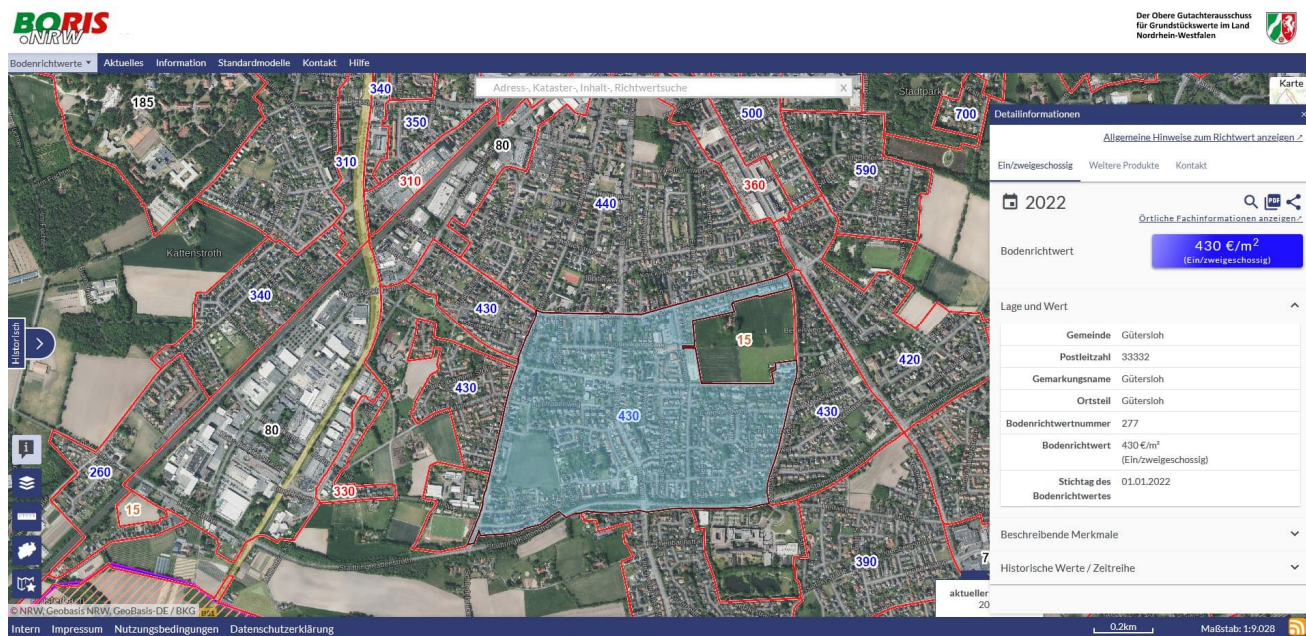 BORIS
NRW
Der Obere Gutachterausschuss
für Grundstückswerte im Land
Nordrhein-Westfalen
Bodenrichtwerte Aktuelles Information Standardmodelle Kontakt Hilfe
Adress-, Kataster-, Inhalt-, Richtwertsuche X
Karte
Stadtpark
185
340
350
500
700
80
310
310
360
590
440
Kattenstroth
340
430
15
420
430
430
430
80
260
330
15
390
Historisch
Detailinformationen
Allgemeine Hinweise zum Richtwert anzeigen
Ein/zweigeschossig Weitere Produkte Kontakt
2022
PDF
Örtliche Fachinformationen anzeigen
Bodenrichtwert 430 €/m²
(Ein/zweigeschossig)
Lage und Wert
Gemeinde Gütersloh
Postleitzahl 33332
Gemarkungsname Gütersloh
Ortsteil Gütersloh
Bodenrichtwertnummer 277
Bodenrichtwert 430 €/m²
(Ein/zweigeschossig)
Stichtag des 01.01.2022
Bodenrichtwertes
Beschreibende Merkmale
Historische Werte / Zeitreihe
aktueller
20
© NRW, Geobasis NRW, GeoBasis-DE / BKG
Intern Impressum Nutzungsbedingungen Datenschutzerklärung
0.2km
Maßstab: 1:9.028